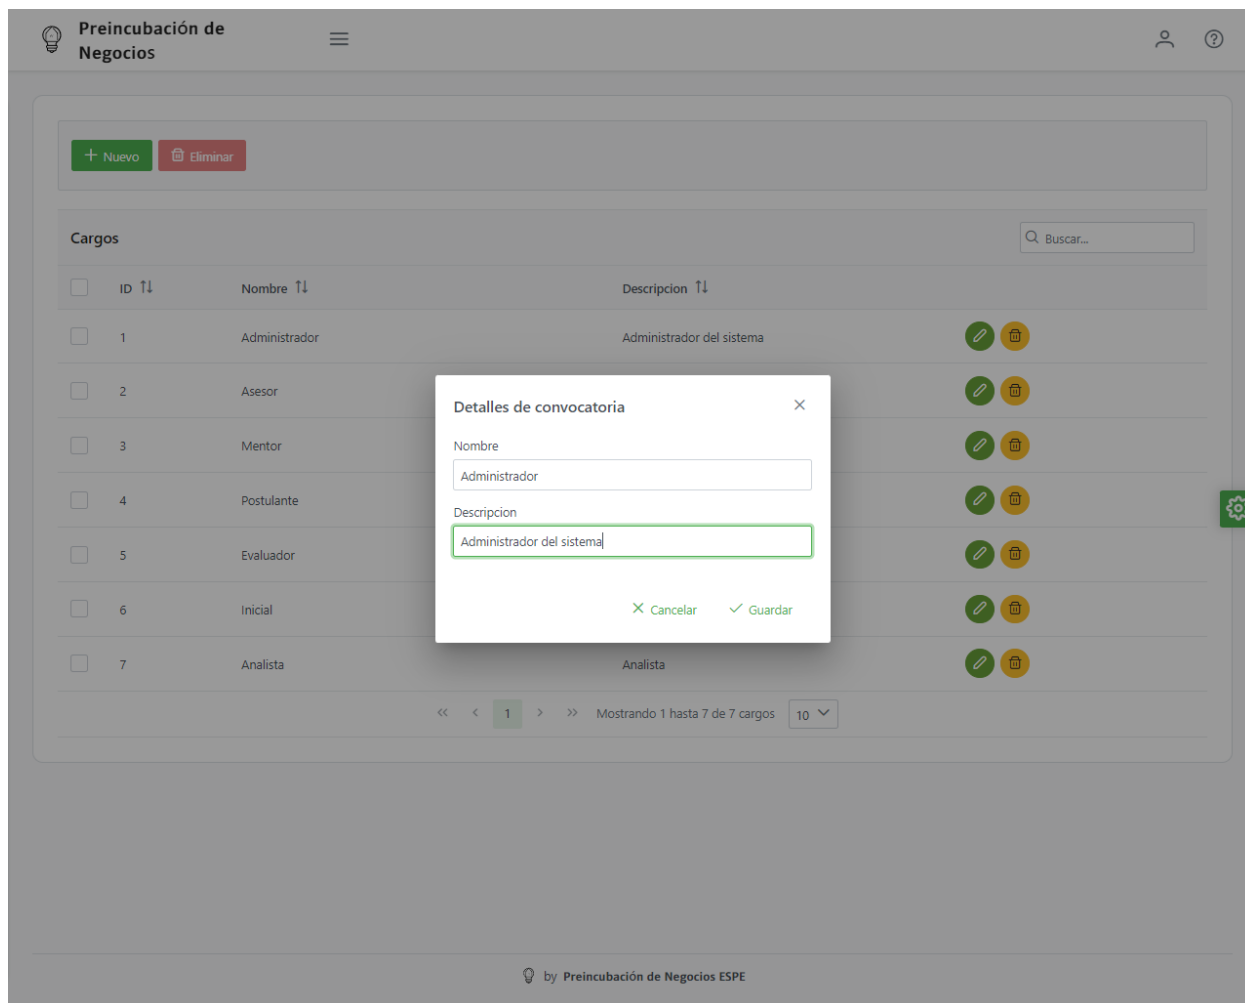 Preincubación de
Negocios
Nuevo Eliminar
Cargos Buscar...
ID Nombre Descripcion
1 Administrador Administrador del sistema
2 Asesor
Detalles de convocatoria
3 Mentor
Nombre
Administrador
4 Postulante
Descripcion
Administrador del sistema
5 Evaluador
6 Inicial
Cancelar Guardar
7 Analista Analista
1 Mostrando 1 hasta 7 de 7 cargos 10
by Preincubación de Negocios ESPE